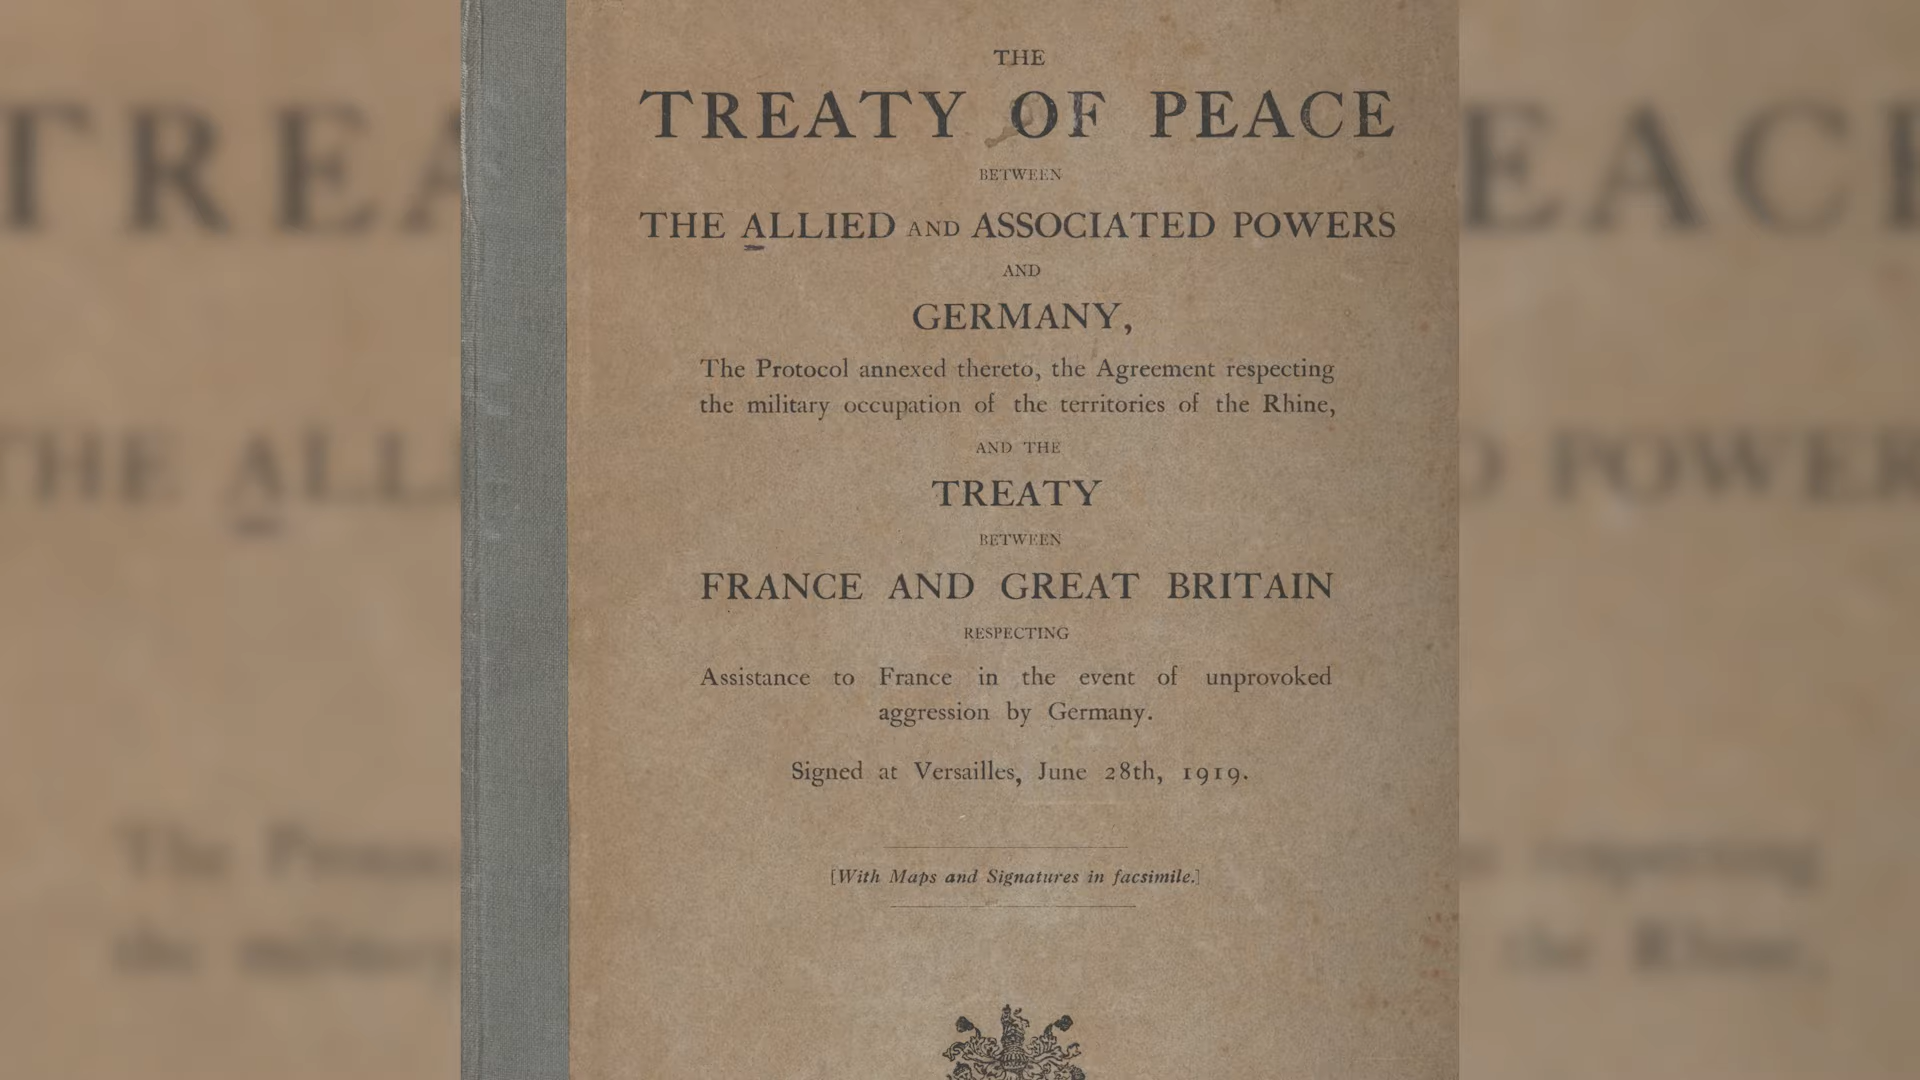 THE
TREATY OF PEACE
BETWEEN
THE ALLIED AND ASSOCIATED POWERS
AND
GERMANY,
The Protocol annexed thereto, the Agreement respecting
the military occupation of the territories of the Rhine,
AND THE
TREATY
BETWEEN
FRANCE AND GREAT BRITAIN
RESPECTING
Assistance to France in the event of unprovoked
aggression by Germany.
Signed at Versailles, June 28th, 1919.
[With Maps and Signatures in facsimile.]